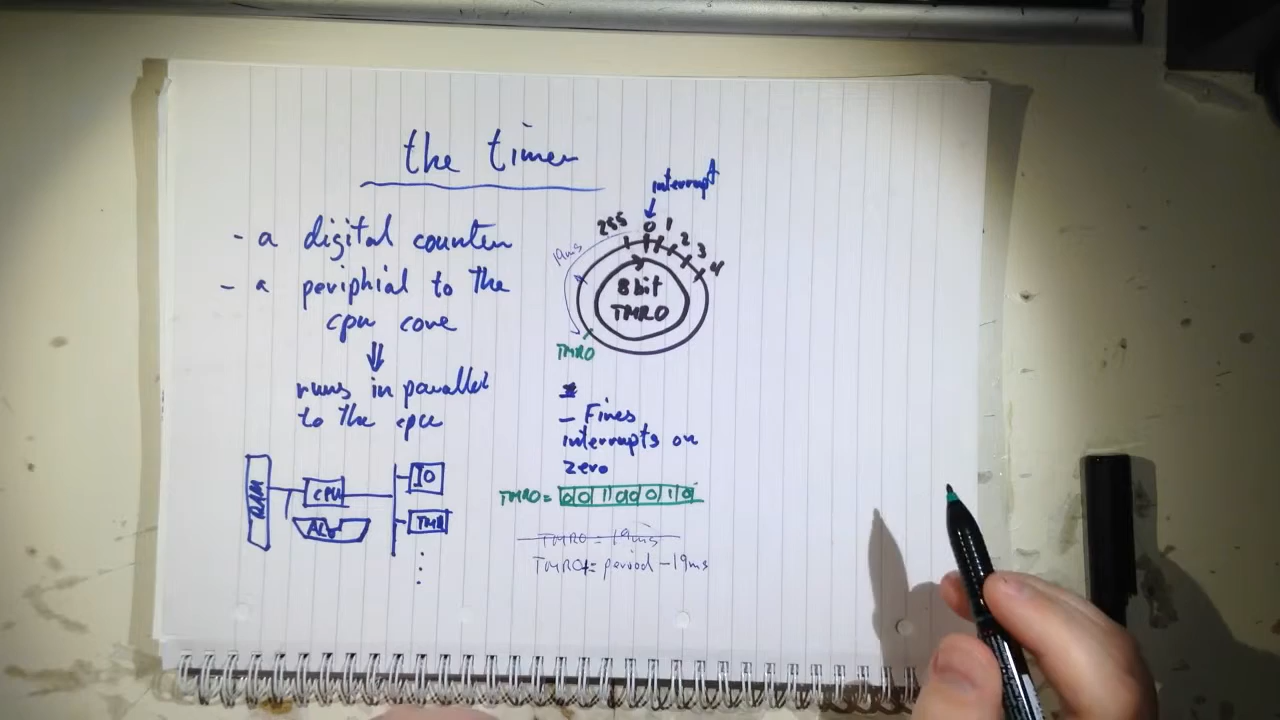 the timer
- a digital counter
- a periphial to the
cpu core
runs in parallel
to the cpu
RAM
CPU
ALU
IO
TMR
interrupt
255 0 1 2 3 4
19ms
8 bit
TMR0
TMR0
- Fires
interrupts on
zero
TMR0=
TMR0 = 19ms
TMR0+= period - 19ms